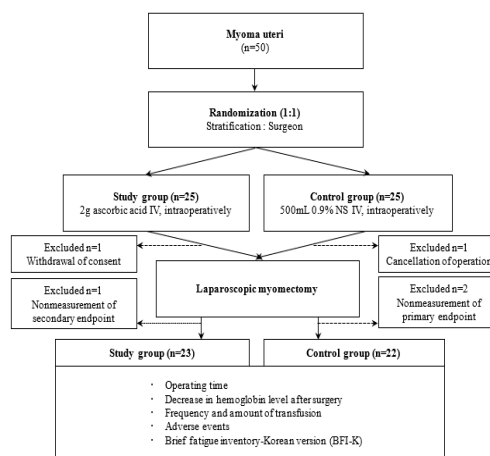 Myoma uteri
(n=50)
Randomization (1:1)
Stratification : Surgeon
Study group (n=25)
2g ascorbic acid IV, intraoperatively
Control group (n=25)
500mL 0.9% NS IV, intraoperatively
Excluded n=1
Withdrawal of consent
Excluded n=1
Cancellation of operation
Laparoscopic myomectomy
Excluded n=1
Nonmeasurement of
secondary endpoint
Excluded n=2
Nonmeasurement of
primary endpoint
Study group (n=23)
Control group (n=22)
· Operating time
· Decrease in hemoglobin level after surgery
· Frequency and amount of transfusion
· Adverse events
· Brief fatigue inventory-Korean version (BFI-K)